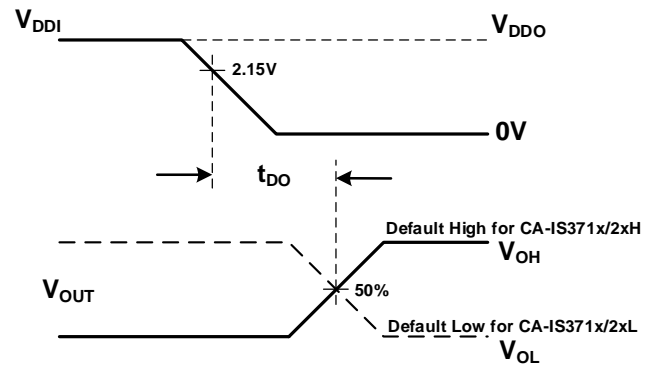 VDDI
VDDO
2.15V
0V
tDO
Default High for CA-IS371x/2xH
VOH
VOUT
50%
Default Low for CA-IS371x/2xL
VOL